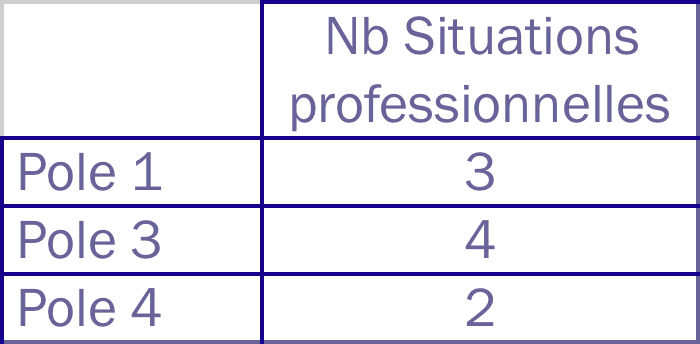 Nb Situations
professionnelles
Pole 1 3
Pole 3 4
Pole 4 2